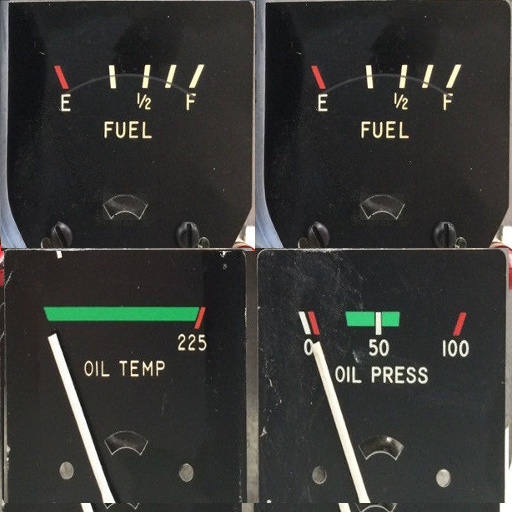 E ½ F
FUEL
E ½ F
FUEL
225
OIL TEMP
0 50 100
OIL PRESS